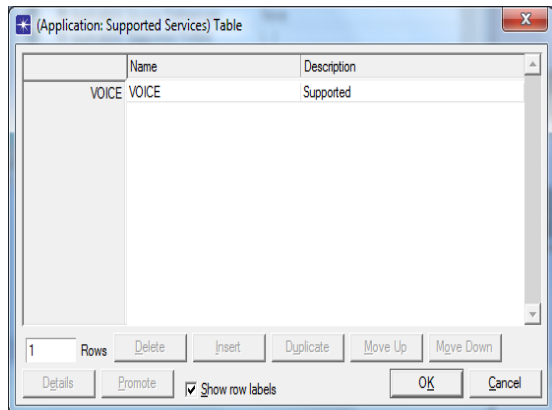 (Application: Supported Services) Table
Name Description
VOICE VOICE Supported
1 Rows Delete Insert Duplicate Move Up Move Down
Details Promote Show row labels OK Cancel